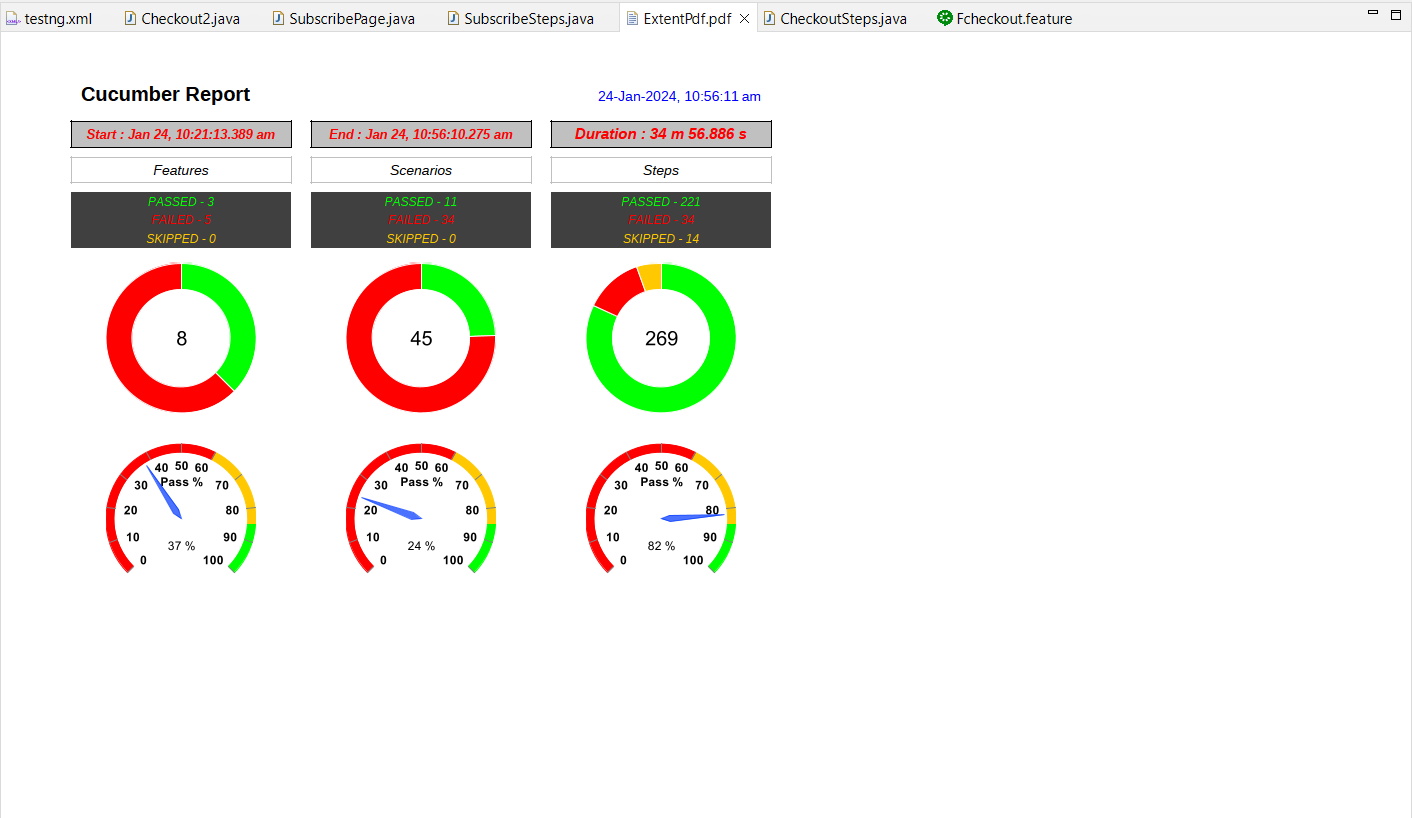 testng.xml Checkout2.java SubscribePage.java SubscribeSteps.java ExtentPdf.pdf CheckoutSteps.java Fcheckout.feature
Cucumber Report 24-Jan-2024, 10:56:11 am
Start : Jan 24, 10:21:13.389 am End : Jan 24, 10:56:10.275 am Duration : 34 m 56.886 s
Features Scenarios Steps
PASSED - 3 PASSED - 11 PASSED - 221
FAILED - 5 FAILED - 34 FAILED - 34
SKIPPED - 0 SKIPPED - 0 SKIPPED - 14
8 45 269
0 10 20 30 40 50 60 70 80 90 100
Pass %
37 %
0 10 20 30 40 50 60 70 80 90 100
Pass %
24 %
0 10 20 30 40 50 60 70 80 90 100
Pass %
82 %